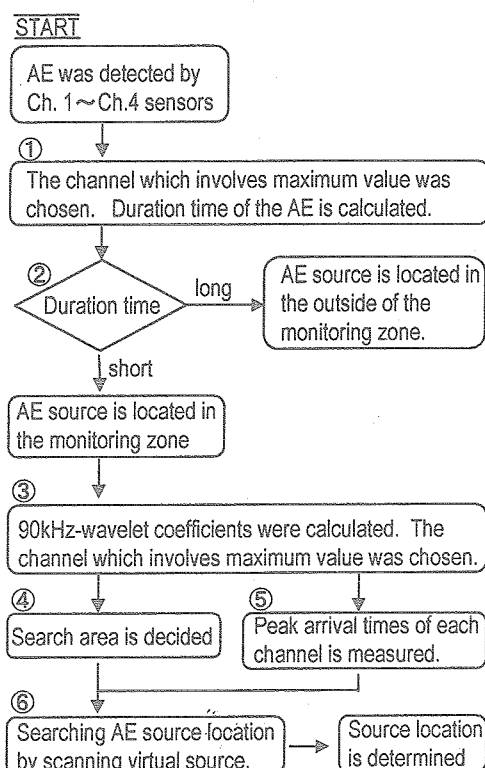 START
AE was detected by
Ch. 1～Ch.4 sensors
①
The channel which involves maximum value was
chosen. Duration time of the AE is calculated.
②
Duration time
long
AE source is located in
the outside of the
monitoring zone.
short
AE source is located in
the monitoring zone
③
90kHz-wavelet coefficients were calculated. The
channel which involves maximum value was chosen.
④
Search area is decided
⑤
Peak arrival times of each
channel is measured.
⑥
Searching AE source location
by scanning virtual source.
Source location
is determined